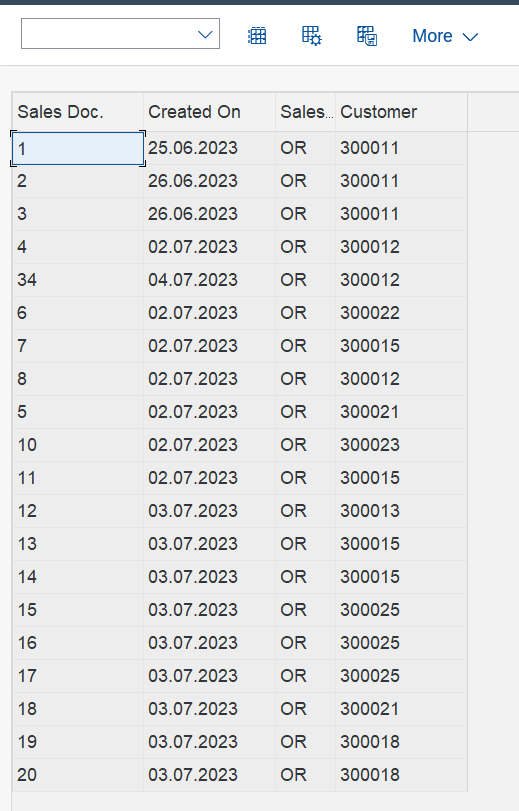 More
Sales Doc. Created On Sales... Customer
1 25.06.2023 OR 300011
2 26.06.2023 OR 300011
3 26.06.2023 OR 300011
4 02.07.2023 OR 300012
34 04.07.2023 OR 300012
6 02.07.2023 OR 300022
7 02.07.2023 OR 300015
8 02.07.2023 OR 300012
5 02.07.2023 OR 300021
10 02.07.2023 OR 300023
11 02.07.2023 OR 300015
12 03.07.2023 OR 300013
13 03.07.2023 OR 300015
14 03.07.2023 OR 300015
15 03.07.2023 OR 300025
16 03.07.2023 OR 300025
17 03.07.2023 OR 300025
18 03.07.2023 OR 300021
19 03.07.2023 OR 300018
20 03.07.2023 OR 300018